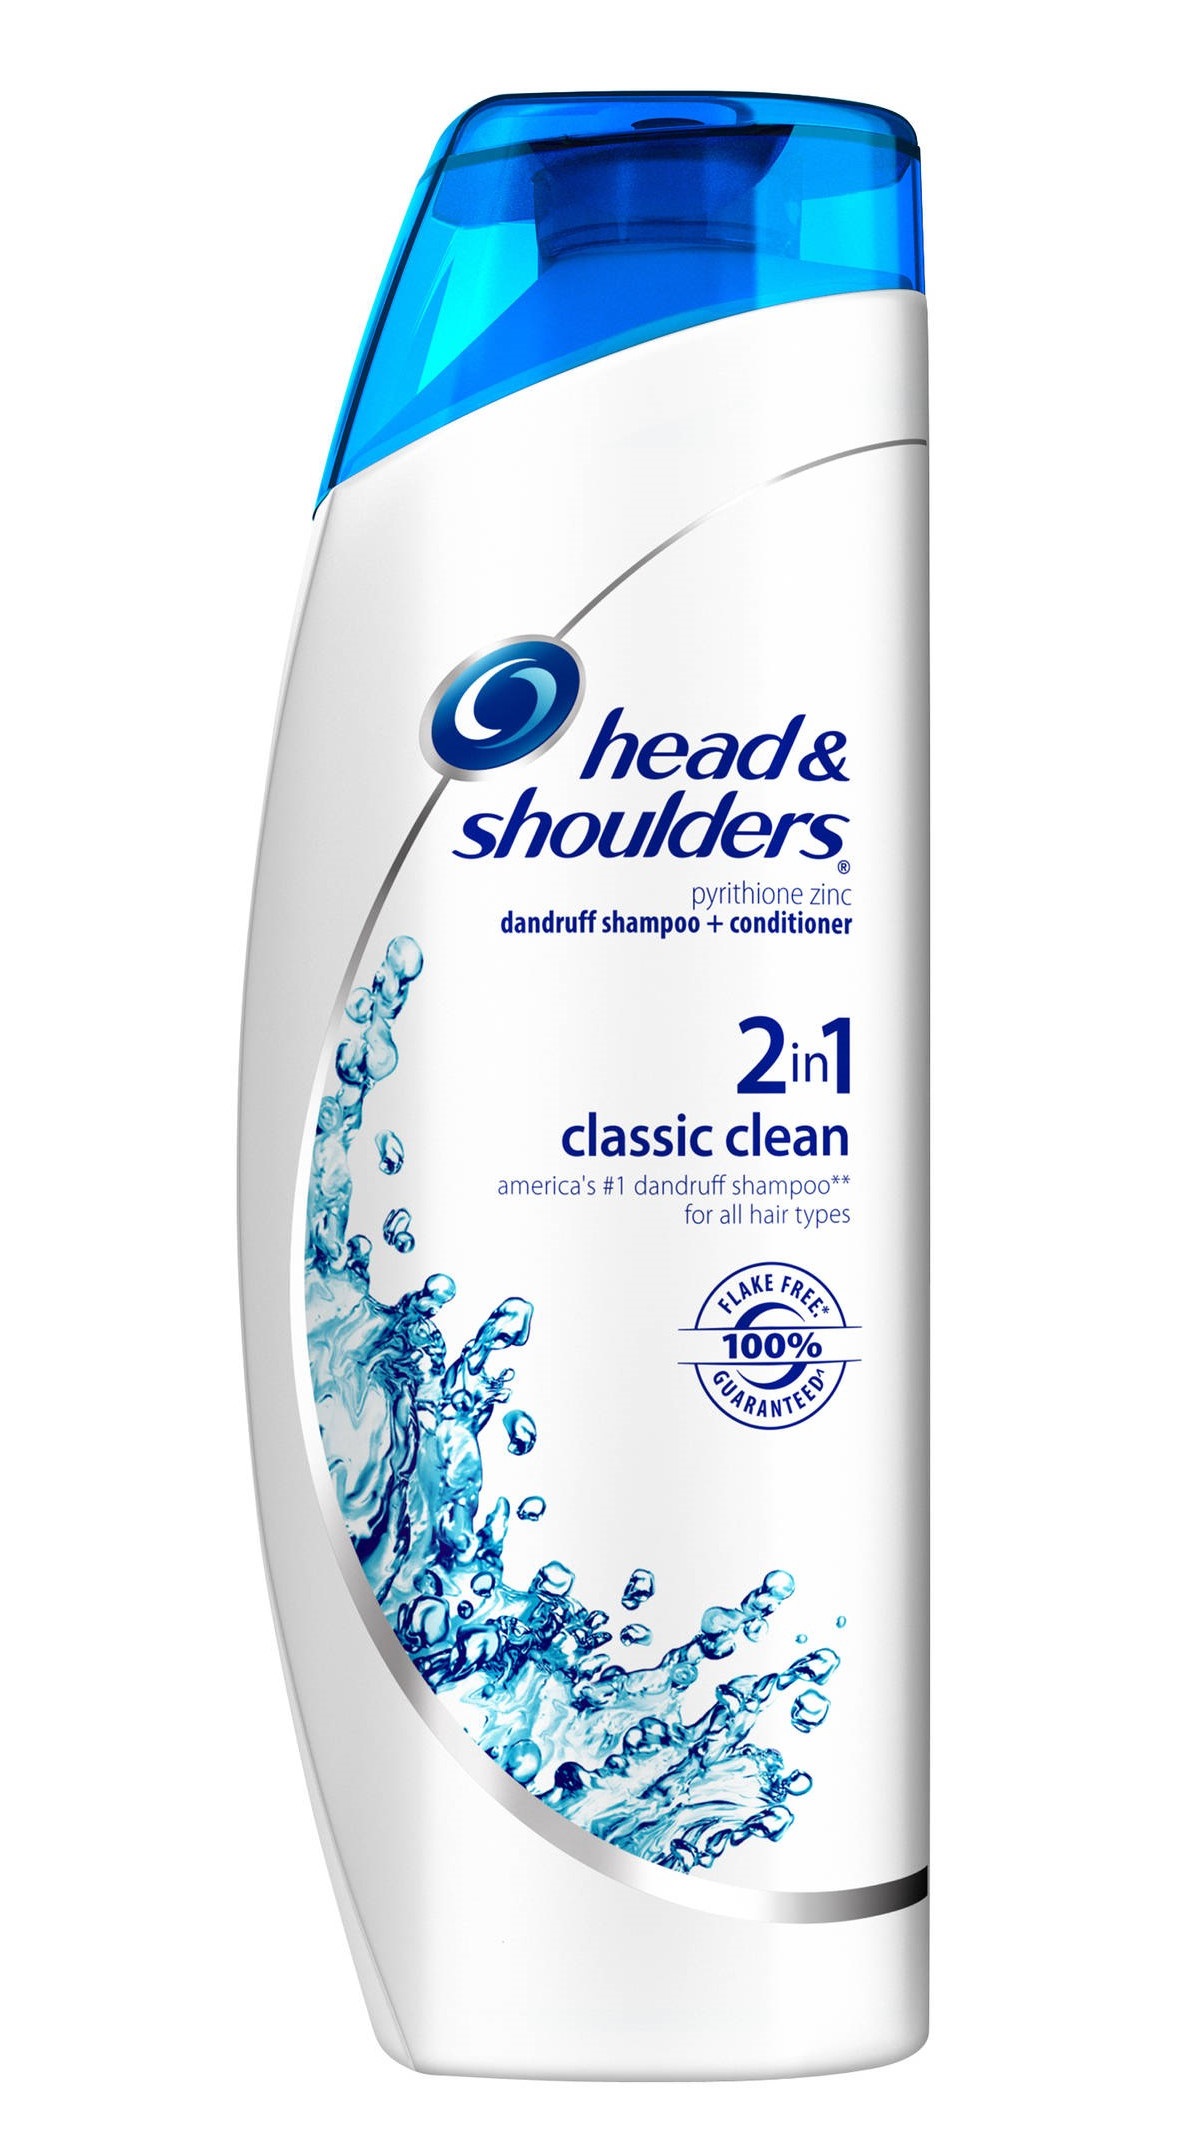 head &
shoulders®
pyrithione zinc
dandruff shampoo + conditioner
2in1
classic clean
america's #1 dandruff shampoo**
for all hair types
FLAKE FREE,*
100%
GUARANTEED^